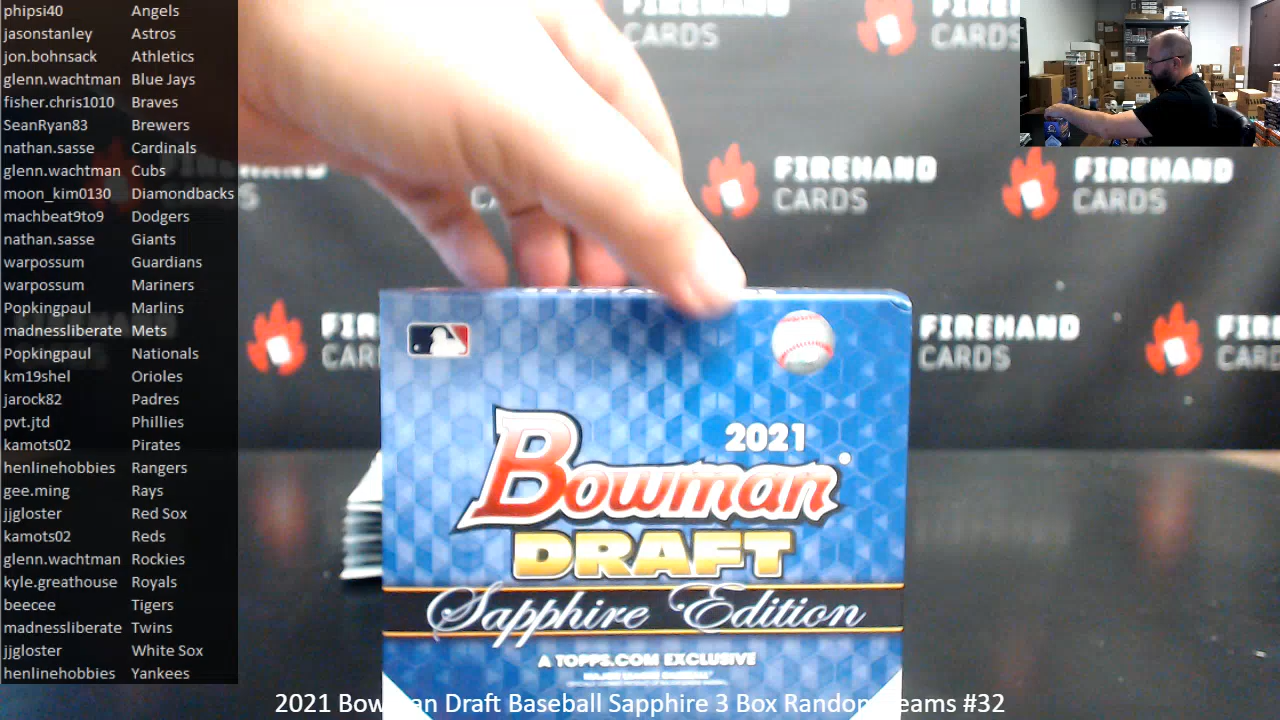 phipsi40 Angels
jasonstanley Astros
jon.bohnsack Athletics
glenn.wachtman Blue Jays
fisher.chris1010 Braves
SeanRyan83 Brewers
nathan.sasse Cardinals
glenn.wachtman Cubs
moon_kim0130 Diamondbacks
machbeat9to9 Dodgers
nathan.sasse Giants
warpossum Guardians
warpossum Mariners
Popkingpaul Marlins
madnessliberate Mets
Popkingpaul Nationals
km19shel Orioles
jarock82 Padres
pvt.jtd Phillies
kamots02 Pirates
henlinehobbies Rangers
gee.ming Rays
jjgloster Red Sox
kamots02 Reds
glenn.wachtman Rockies
kyle.greathouse Royals
beecee Tigers
madnessliberate Twins
jjgloster White Sox
henlinehobbies Yankees
FIREHAND
CARDS
FIREHAND
CARDS
FIREHAND
CARDS
2021
Bowman
DRAFT
Sapphire Edition
A TOPPS.COM EXCLUSIVE
2021 Bowman Draft Baseball Sapphire 3 Box Random Teams #32